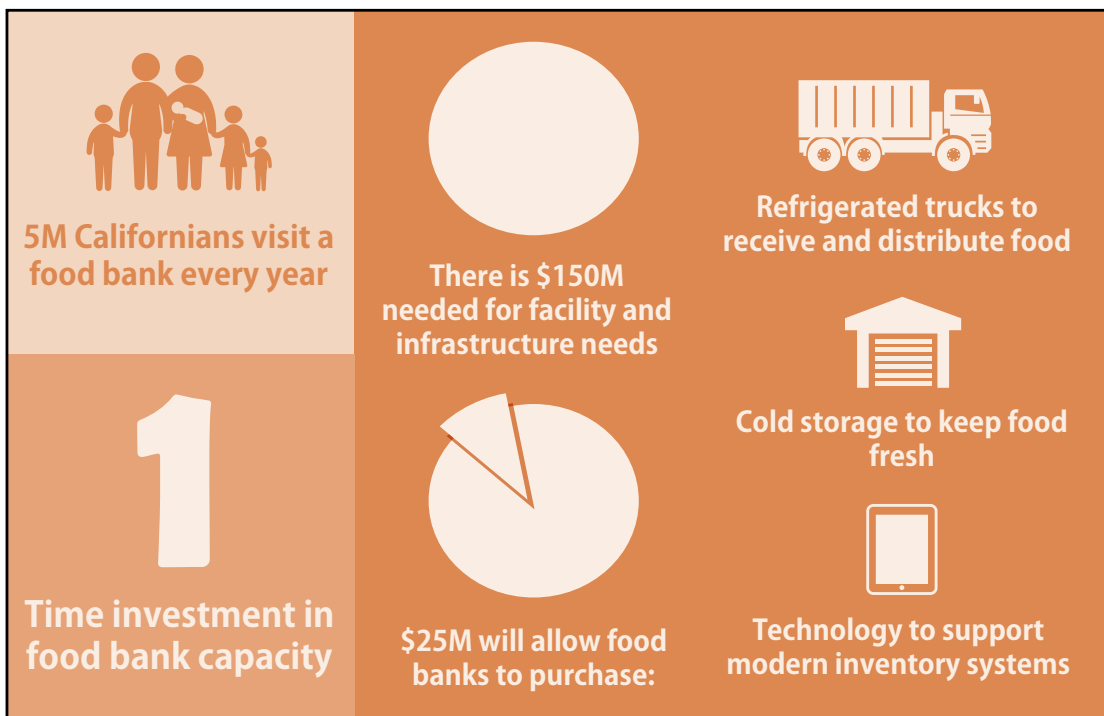 5M Californians visit a
food bank every year
1
Time investment in
food bank capacity
There is $150M
needed for facility and
infrastructure needs
$25M will allow food
banks to purchase:
Refrigerated trucks to
receive and distribute food
Cold storage to keep food
fresh
Technology to support
modern inventory systems